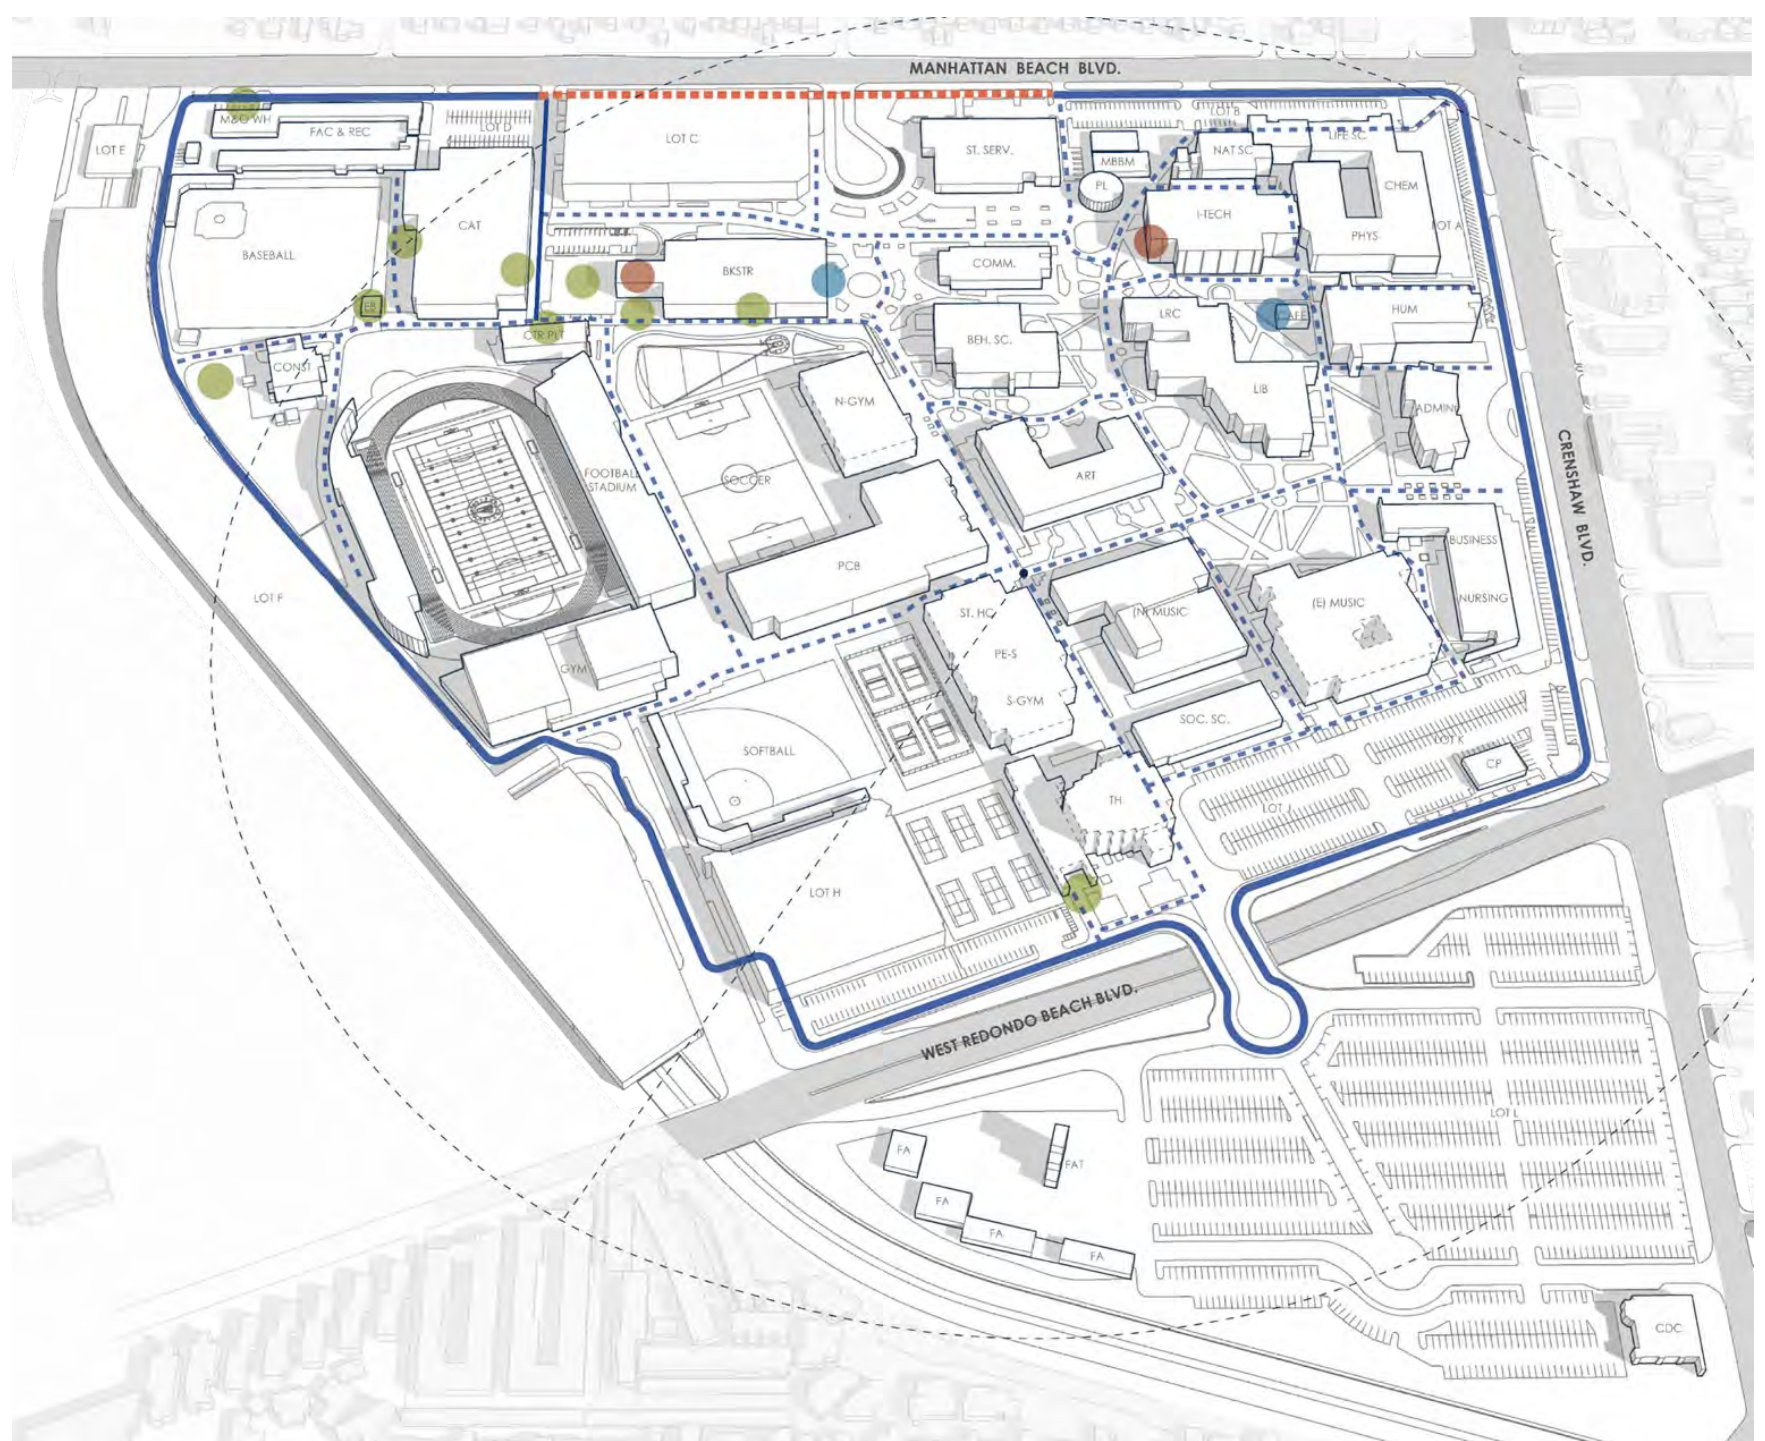 MANHATTAN BEACH BLVD.
M&O WH
FAC & REC
LOT D
LOT C
LOT E
ST. SERV.
LOT B
LIFE SC
NAT SC
MBBM
PL
CHEM
I-TECH
CAT
LOT A
PHYS
BASEBALL
COMM.
BKSTR
EB
LRC
CAFE
HUM
CTR PLT
BEH. SC.
CONST
N-GYM
LIB
ADMIN
CRENSHAW BLVD.
FOOTBALL
STADIUM
SOCCER
ART
BUSINESS
PCB
LOT F
NURSING
ST. HC
(N) MUSIC
(E) MUSIC
PE-S
GYM
S-GYM
SOC. SC.
LOT K
SOFTBALL
CP
TH
LOT J
LOT H
WEST REDONDO BEACH BLVD.
LOT L
FA
FAT
FA
FA
FA
CDC